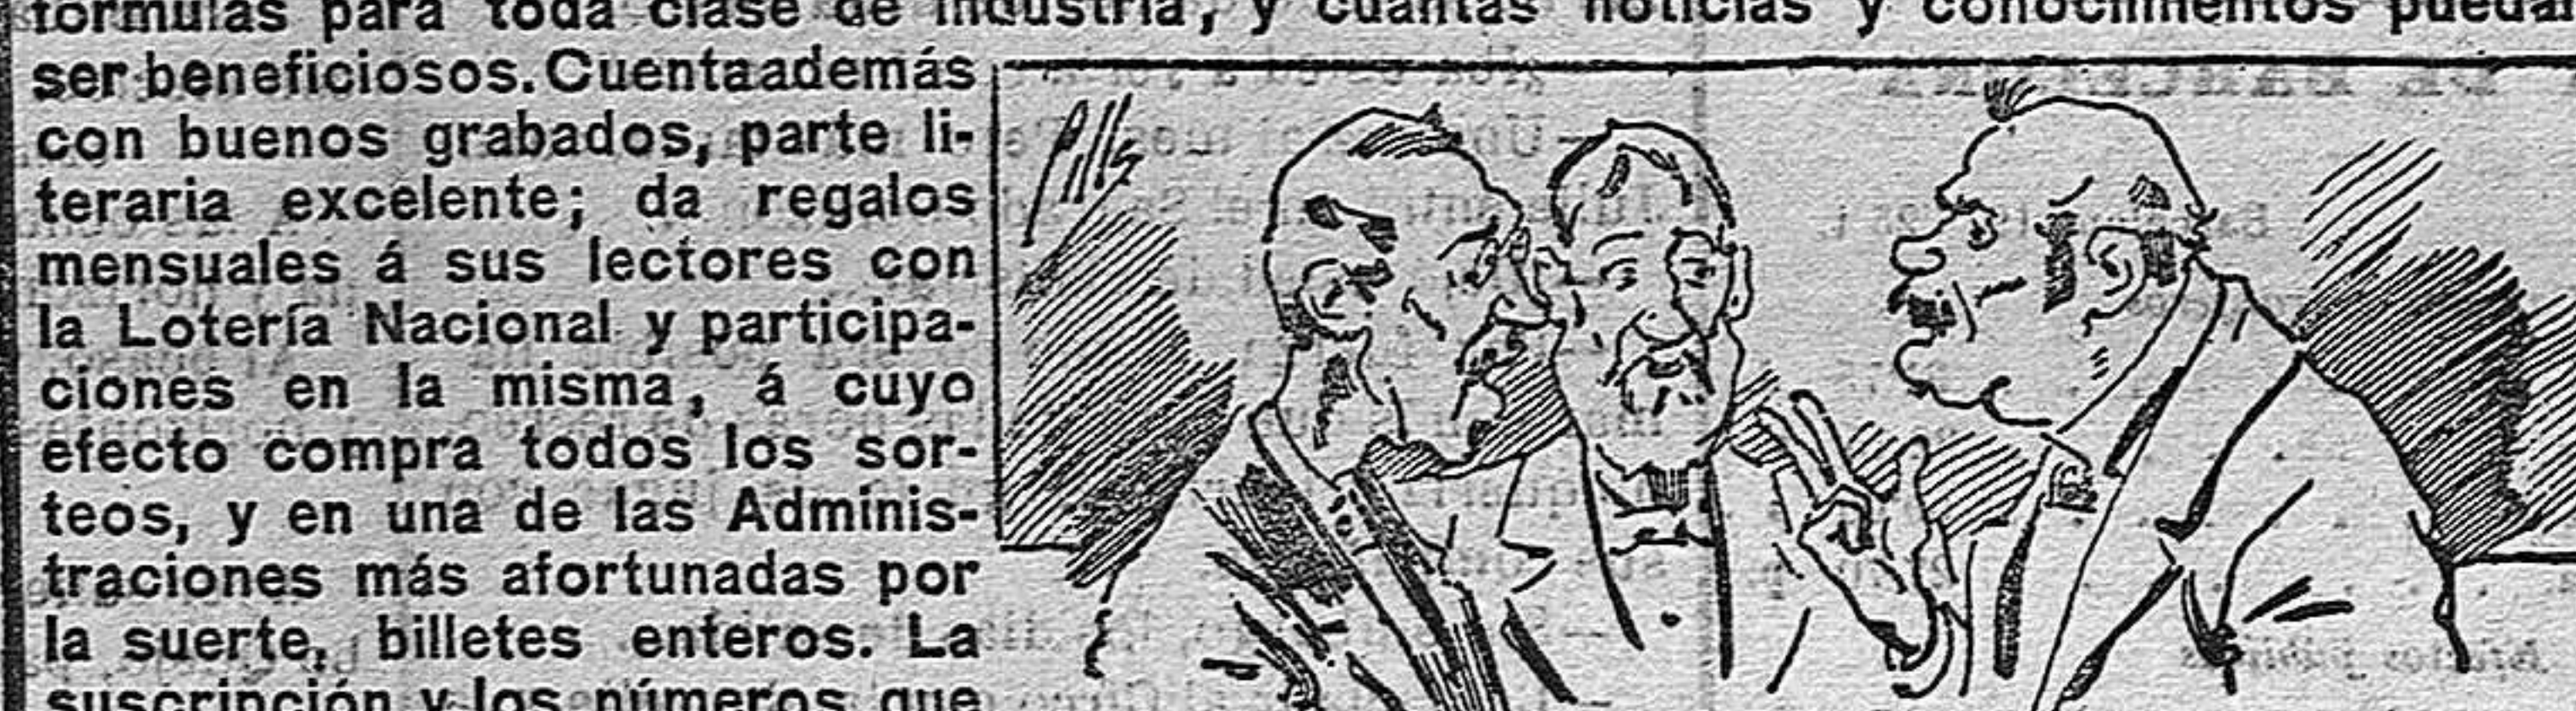 fórmulas para toda clase de industria, y cuantas noticias y conocimientos puedan
ser beneficiosos. Cuenta además
con buenos grabados, parte li-
teraria excelente; da regalos
mensuales á sus lectores con
la Lotería Nacional y participa-
ciones en la misma, á cuyo
efecto compra todos los sor-
teos, y en una de las Adminis-
traciones más afortunadas por
la suerte, billetes enteros. La
suscripción y los números que